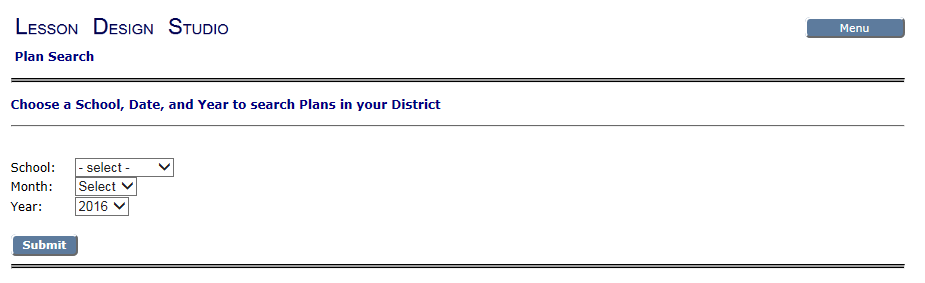 Lesson Design Studio
Menu
Plan Search
Choose a School, Date, and Year to search Plans in your District
School: - select -
Month: Select
Year: 2016
Submit